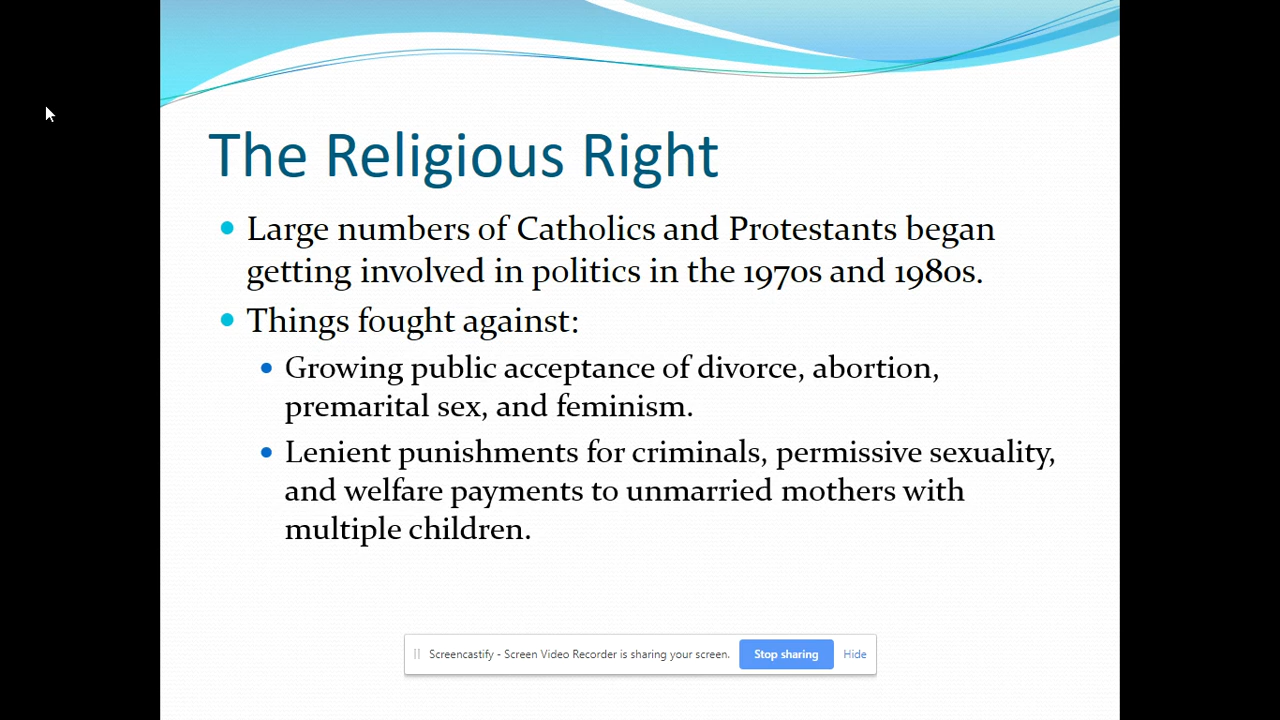 The Religious Right
Large numbers of Catholics and Protestants began
getting involved in politics in the 1970s and 1980s.
Things fought against:
Growing public acceptance of divorce, abortion,
premarital sex, and feminism.
Lenient punishments for criminals, permissive sexuality,
and welfare payments to unmarried mothers with
multiple children.
Screencastify - Screen Video Recorder is sharing your screen. Stop sharing Hide